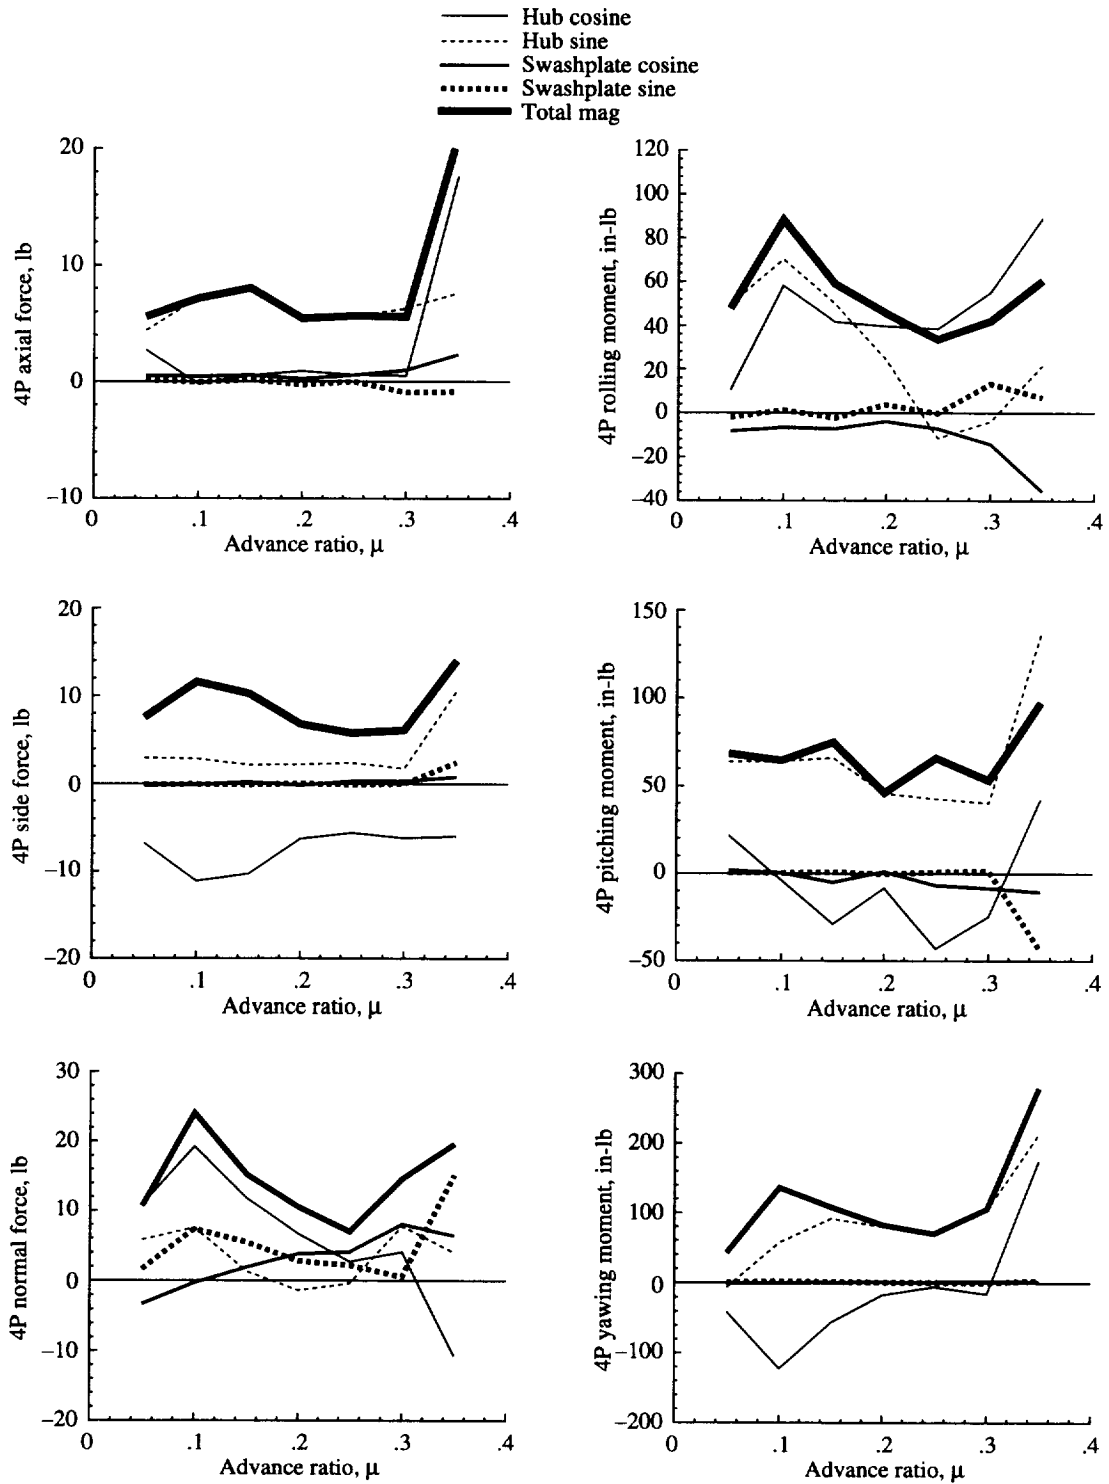 Hub cosine
Hub sine
Swashplate cosine
Swashplate sine
Total mag
20
10
0
–10
4P axial force, lb
0 .1 .2 .3 .4
Advance ratio, μ
120
100
80
60
40
20
0
–20
–40
4P rolling moment, in-lb
0 .1 .2 .3 .4
Advance ratio, μ
20
10
0
–10
–20
4P side force, lb
0 .1 .2 .3 .4
Advance ratio, μ
150
100
50
0
–50
4P pitching moment, in-lb
0 .1 .2 .3 .4
Advance ratio, μ
30
20
10
0
–10
–20
4P normal force, lb
0 .1 .2 .3 .4
Advance ratio, μ
300
200
100
0
–100
–200
4P yawing moment, in-lb
0 .1 .2 .3 .4
Advance ratio, μ